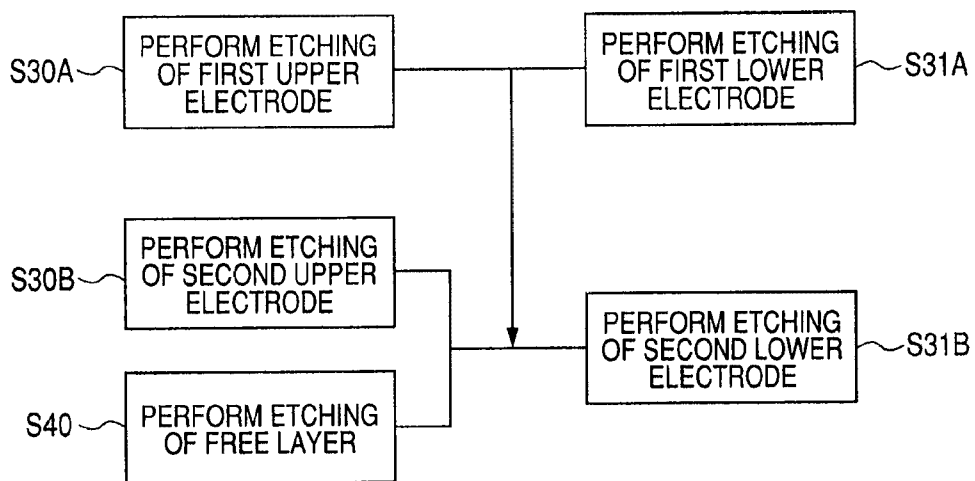 S30A
PERFORM ETCHING
OF FIRST UPPER
ELECTRODE
PERFORM ETCHING
OF FIRST LOWER
ELECTRODE
S31A
S30B
PERFORM ETCHING
OF SECOND UPPER
ELECTRODE
PERFORM ETCHING
OF SECOND LOWER
ELECTRODE
S31B
S40
PERFORM ETCHING
OF FREE LAYER